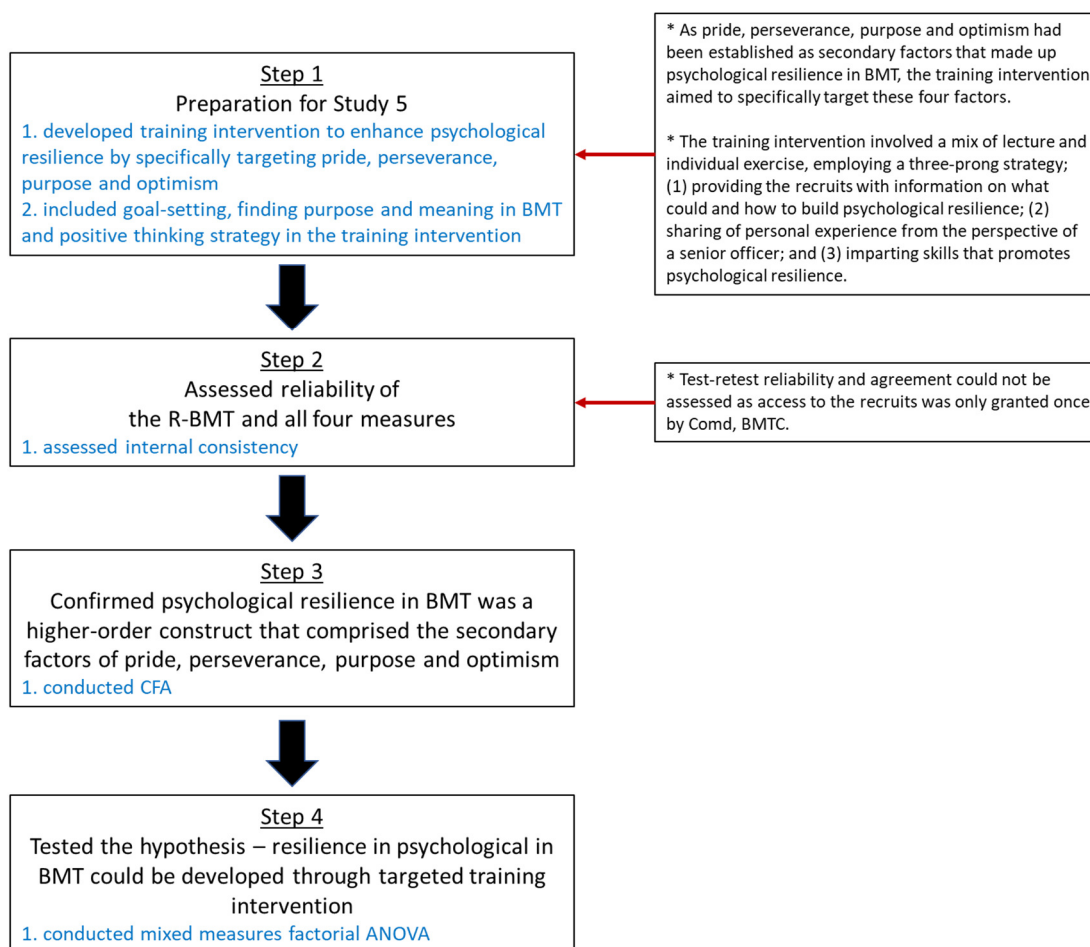 Step 1
Preparation for Study 5
1. developed training intervention to enhance psychological
resilience by specifically targeting pride, perseverance,
purpose and optimism
2. included goal-setting, finding purpose and meaning in BMT
and positive thinking strategy in the training intervention
* As pride, perseverance, purpose and optimism had
been established as secondary factors that made up
psychological resilience in BMT, the training intervention
aimed to specifically target these four factors.
* The training intervention involved a mix of lecture and
individual exercise, employing a three-prong strategy;
(1) providing the recruits with information on what
could and how to build psychological resilience; (2)
sharing of personal experience from the perspective of
a senior officer; and (3) imparting skills that promotes
psychological resilience.
Step 2
Assessed reliability of
the R-BMT and all four measures
1. assessed internal consistency
* Test-retest reliability and agreement could not be
assessed as access to the recruits was only granted once
by Comd, BMTC.
Step 3
Confirmed psychological resilience in BMT was a
higher-order construct that comprised the secondary
factors of pride, perseverance, purpose and optimism
1. conducted CFA
Step 4
Tested the hypothesis – resilience in psychological in
BMT could be developed through targeted training
intervention
1. conducted mixed measures factorial ANOVA